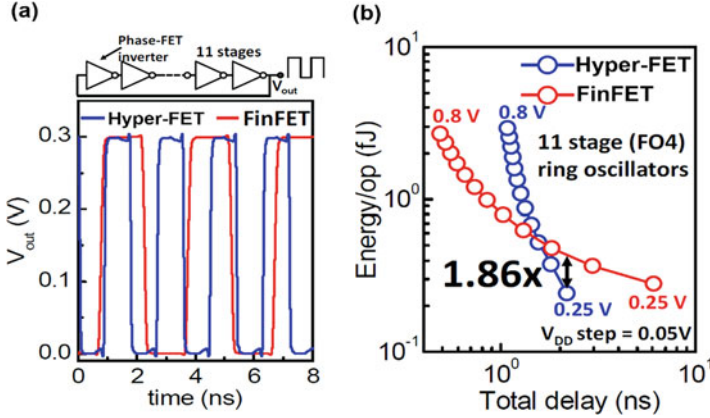 (a)
Phase-FET
inverter
11 stages
Vout
Hyper-FET FinFET
0.3
0.2
0.1
0.0
Vout (V)
0 2 4 6 8
time (ns)
(b)
10^1
10^0
10^-1
Energy/op (fJ)
Hyper-FET
FinFET
0.8 V
0.8 V
11 stage (FO4)
ring oscillators
1.86x
0.25 V
0.25 V
VDD step = 0.05V
10^0 10^1
Total delay (ns)